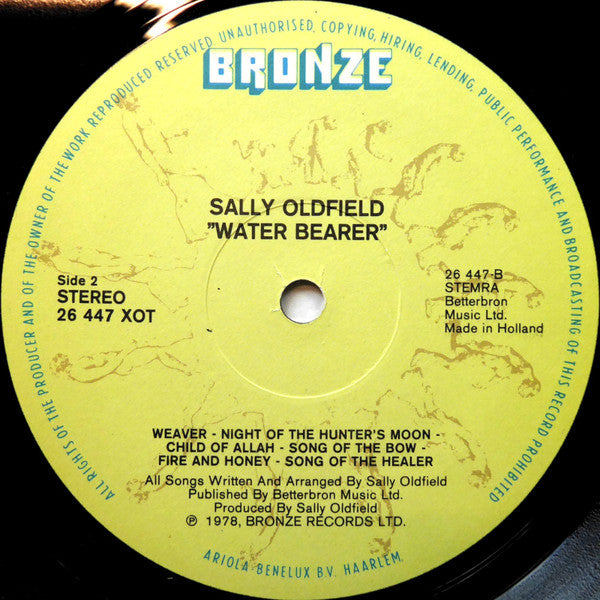 ALL RIGHTS OF THE PRODUCER AND OF THE OWNER OF THE WORK REPRODUCED RESERVED UNAUTHORISED, COPYING, HIRING, LENDING, PUBLIC PERFORMANCE AND BROADCASTING OF THIS RECORD PROHIBITED
BRONZE
SALLY OLDFIELD
"WATER BEARER"
Side 2
STEREO
26 447 XOT
26 447-B
STEMRA
Betterbron
Music Ltd.
Made in Holland
WEAVER - NIGHT OF THE HUNTER'S MOON -
CHILD OF ALLAH - SONG OF THE BOW -
FIRE AND HONEY - SONG OF THE HEALER
All Songs Written And Arranged By Sally Oldfield
Published By Betterbron Music Ltd.
Produced By Sally Oldfield
℗ 1978, BRONZE RECORDS LTD.
ARIOLA BENELUX B.V. HAARLEM.